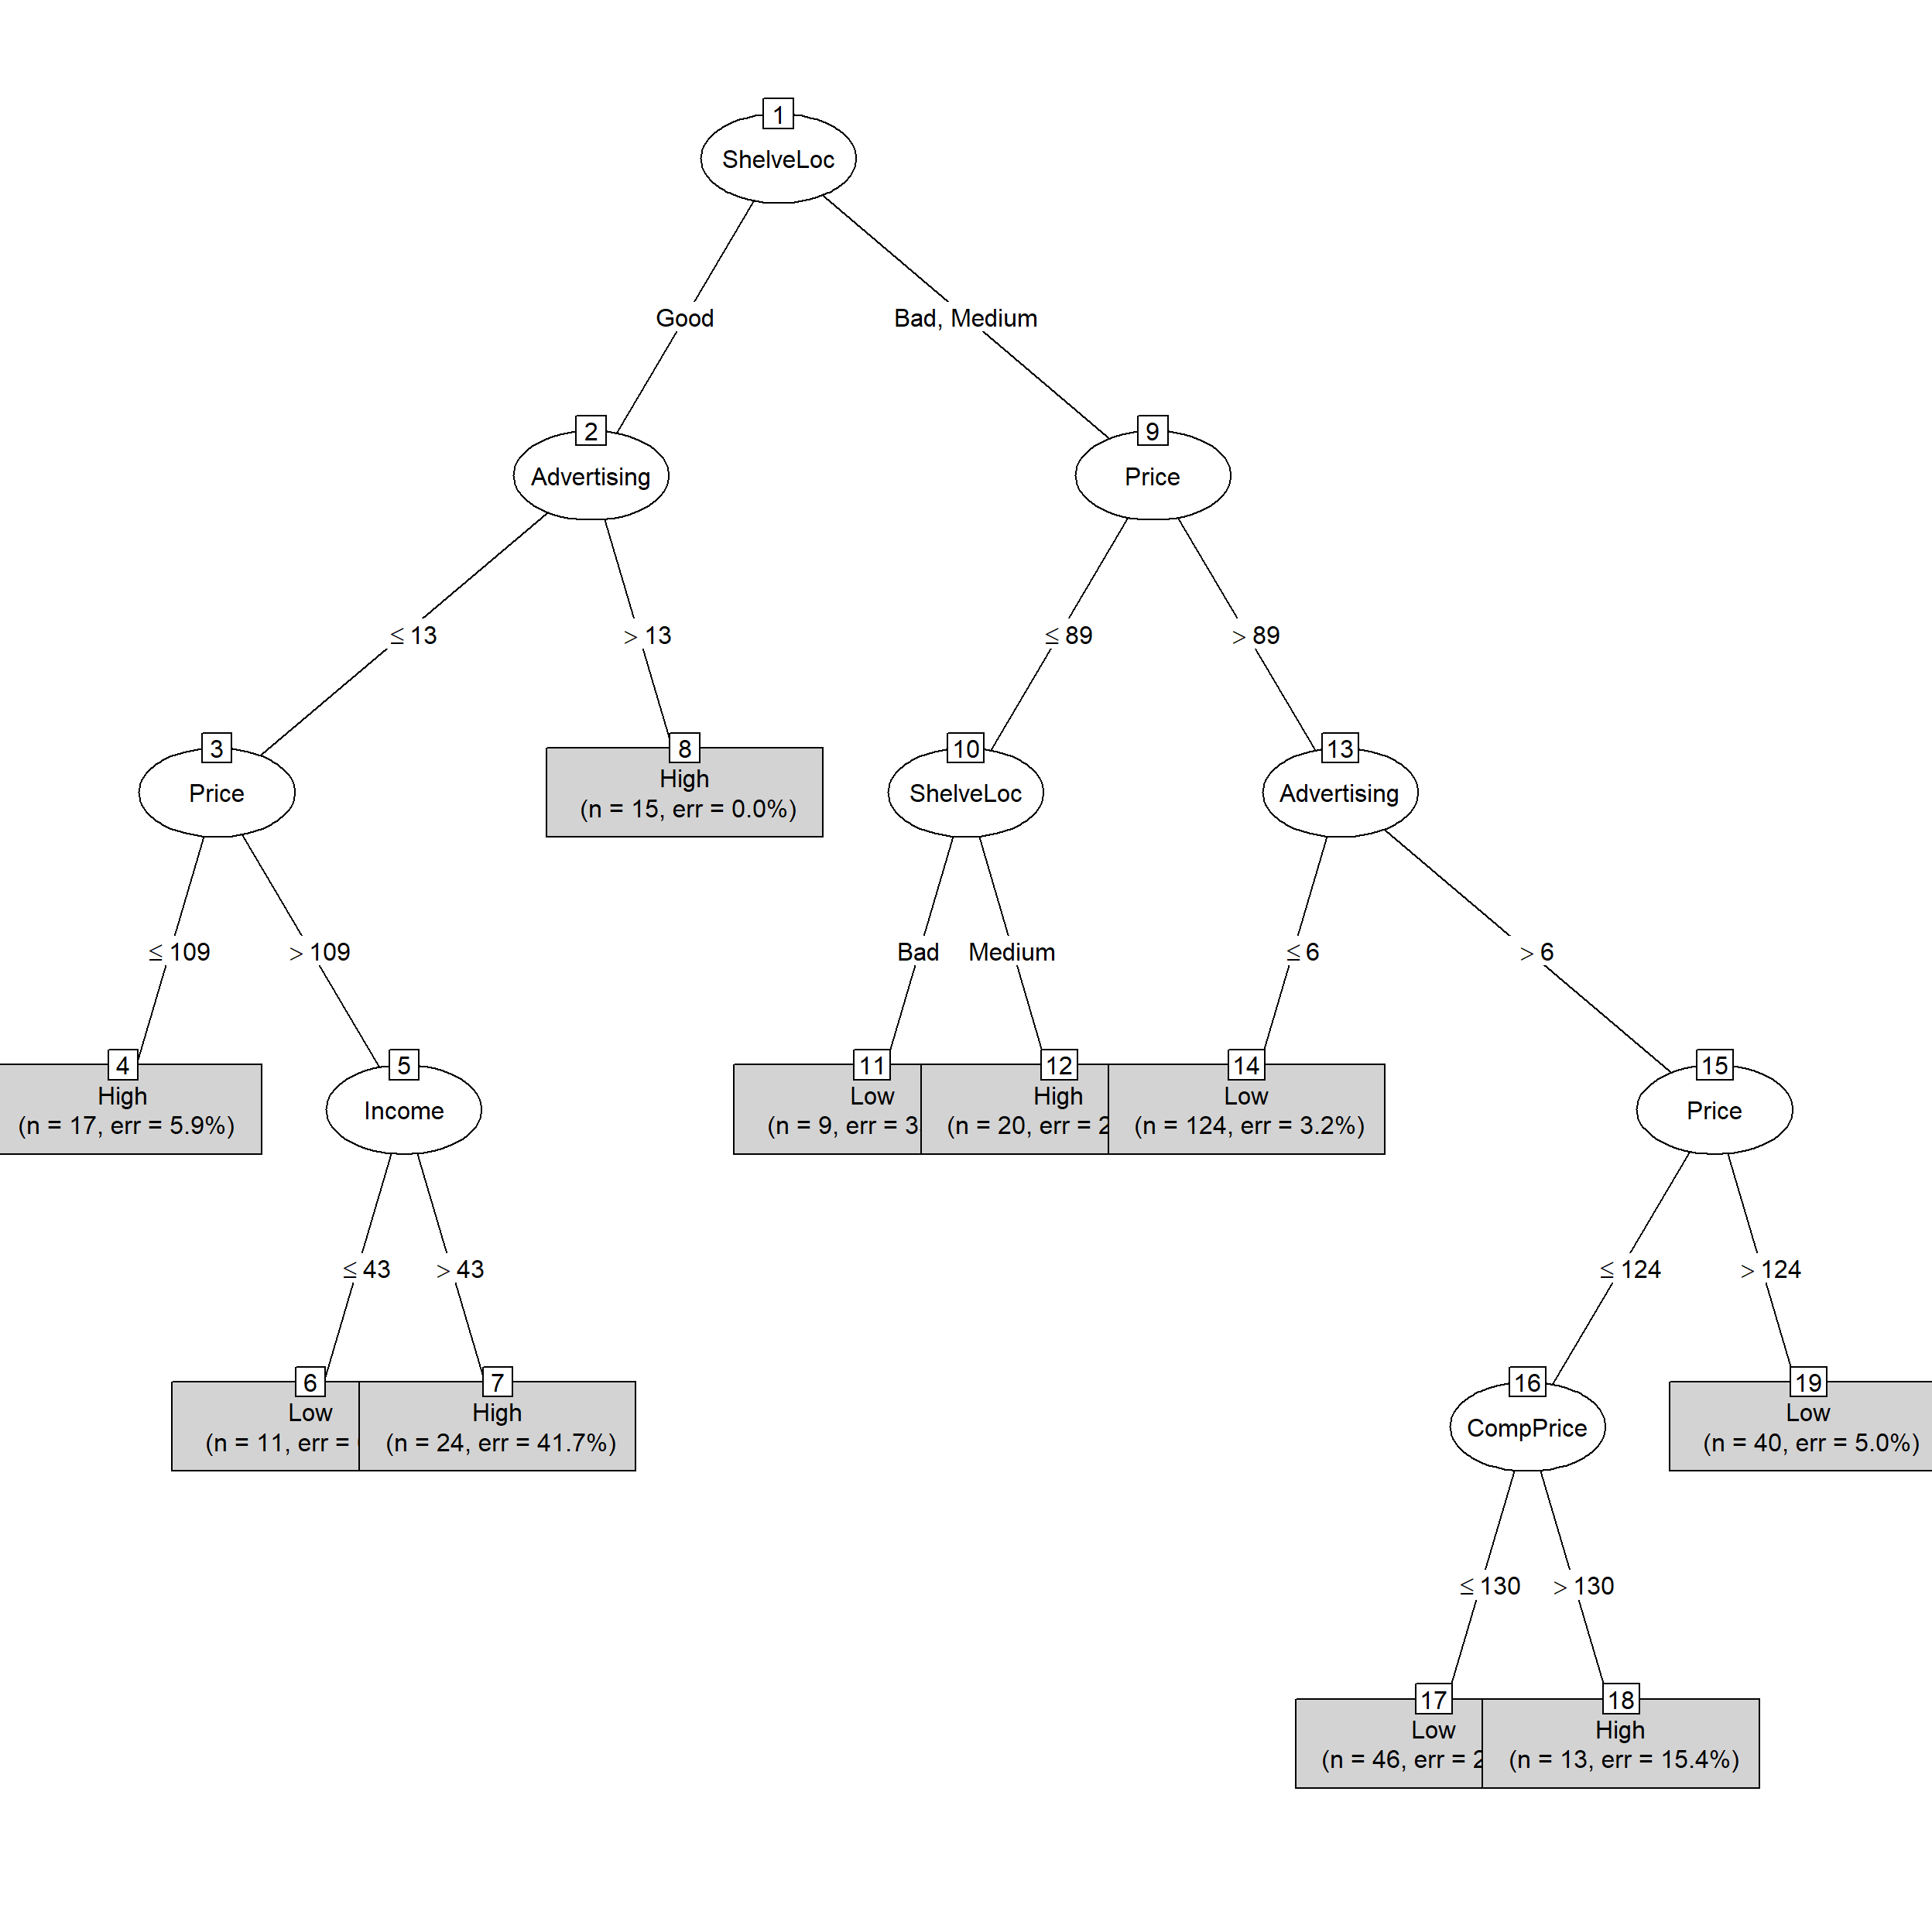 1
ShelveLoc
Good
Bad, Medium
2
Advertising
9
Price
≤ 13
> 13
≤ 89
> 89
3
Price
8
High
(n = 15, err = 0.0%)
10
ShelveLoc
13
Advertising
≤ 109
> 109
Bad
Medium
≤ 6
> 6
4
High
(n = 17, err = 5.9%)
5
Income
11
Low
(n = 9, err = 3
12
High
(n = 20, err = 2
14
Low
(n = 124, err = 3.2%)
15
Price
≤ 43
> 43
≤ 124
> 124
6
Low
(n = 11, err =
7
High
(n = 24, err = 41.7%)
16
CompPrice
19
Low
(n = 40, err = 5.0%)
≤ 130
> 130
17
Low
(n = 46, err = 2
18
High
(n = 13, err = 15.4%)